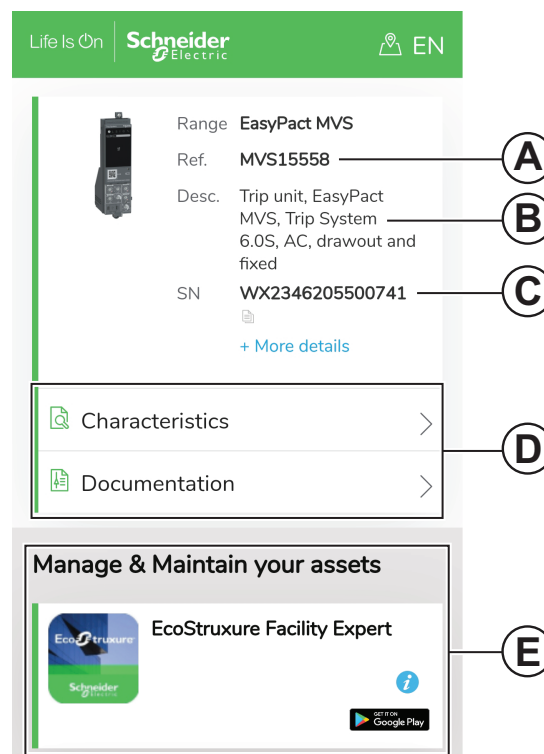 Life Is On | Schneider Electric EN
Range EasyPact MVS
Ref. MVS15558 A
Desc. Trip unit, EasyPact
MVS, Trip System B
6.0S, AC, drawout and
fixed
SN WX2346205500741 C
+ More details
Characteristics
D
Documentation
Manage & Maintain your assets
EcoStruxure Facility Expert
EcoStruxure
E
Schneider Electric
i
GET IT ON
Google Play